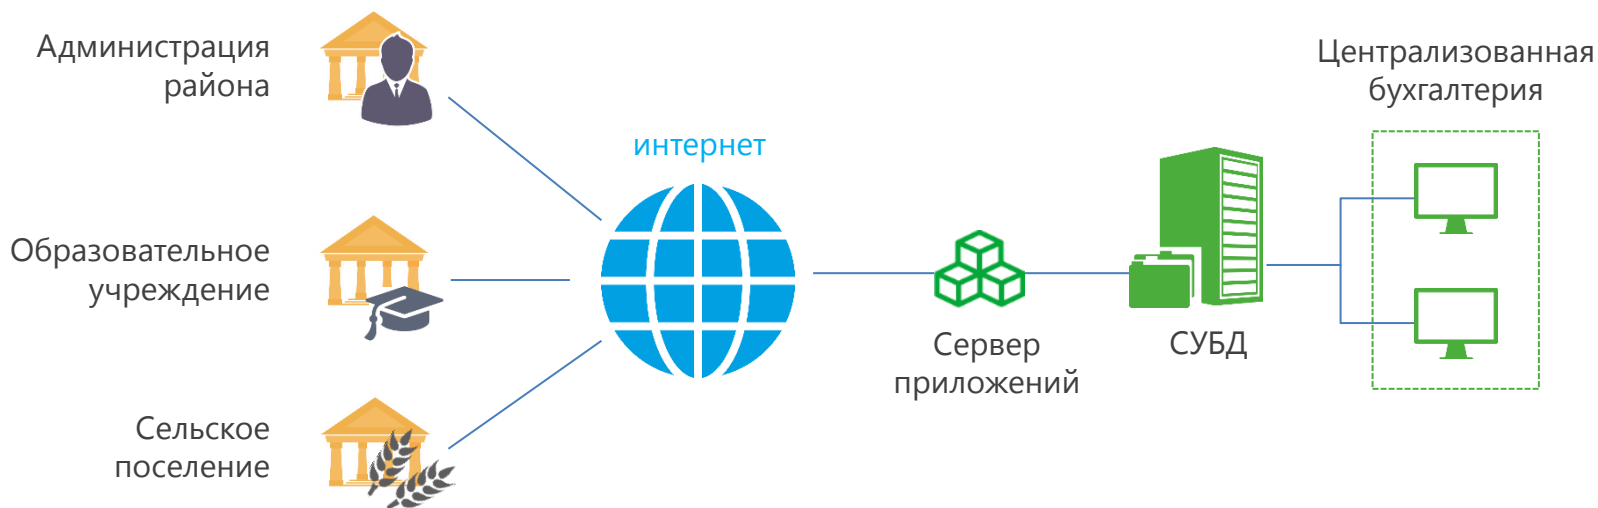 Администрация
района
Образовательное
учреждение
Сельское
поселение
интернет
Сервер
приложений
СУБД
Централизованная
бухгалтерия